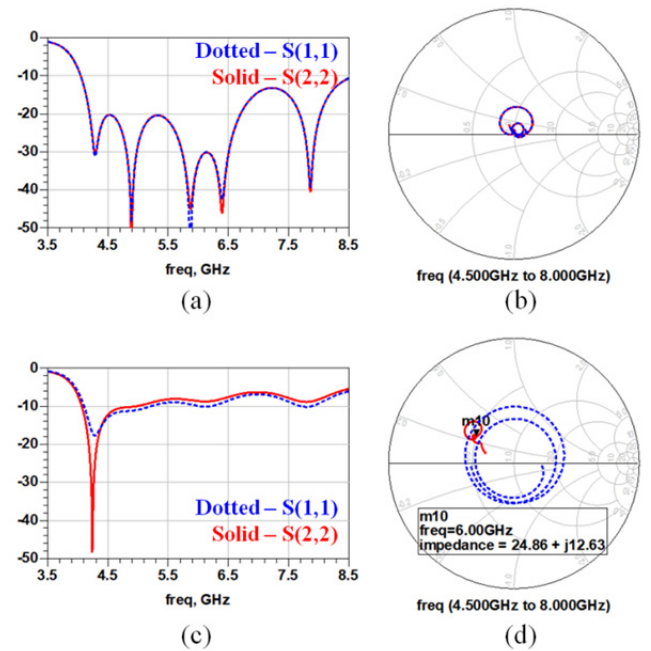 0
-10
-20
-30
-40
-50
3.5 4.5 5.5 6.5 7.5 8.5
freq, GHz
Dotted – S(1,1)
Solid – S(2,2)
(a)
freq (4.500GHz to 8.000GHz)
(b)
0
-10
-20
-30
-40
-50
3.5 4.5 5.5 6.5 7.5 8.5
freq, GHz
Dotted – S(1,1)
Solid – S(2,2)
(c)
m10
m10
freq=6.00GHz
impedance = 24.86 + j12.63
freq (4.500GHz to 8.000GHz)
(d)